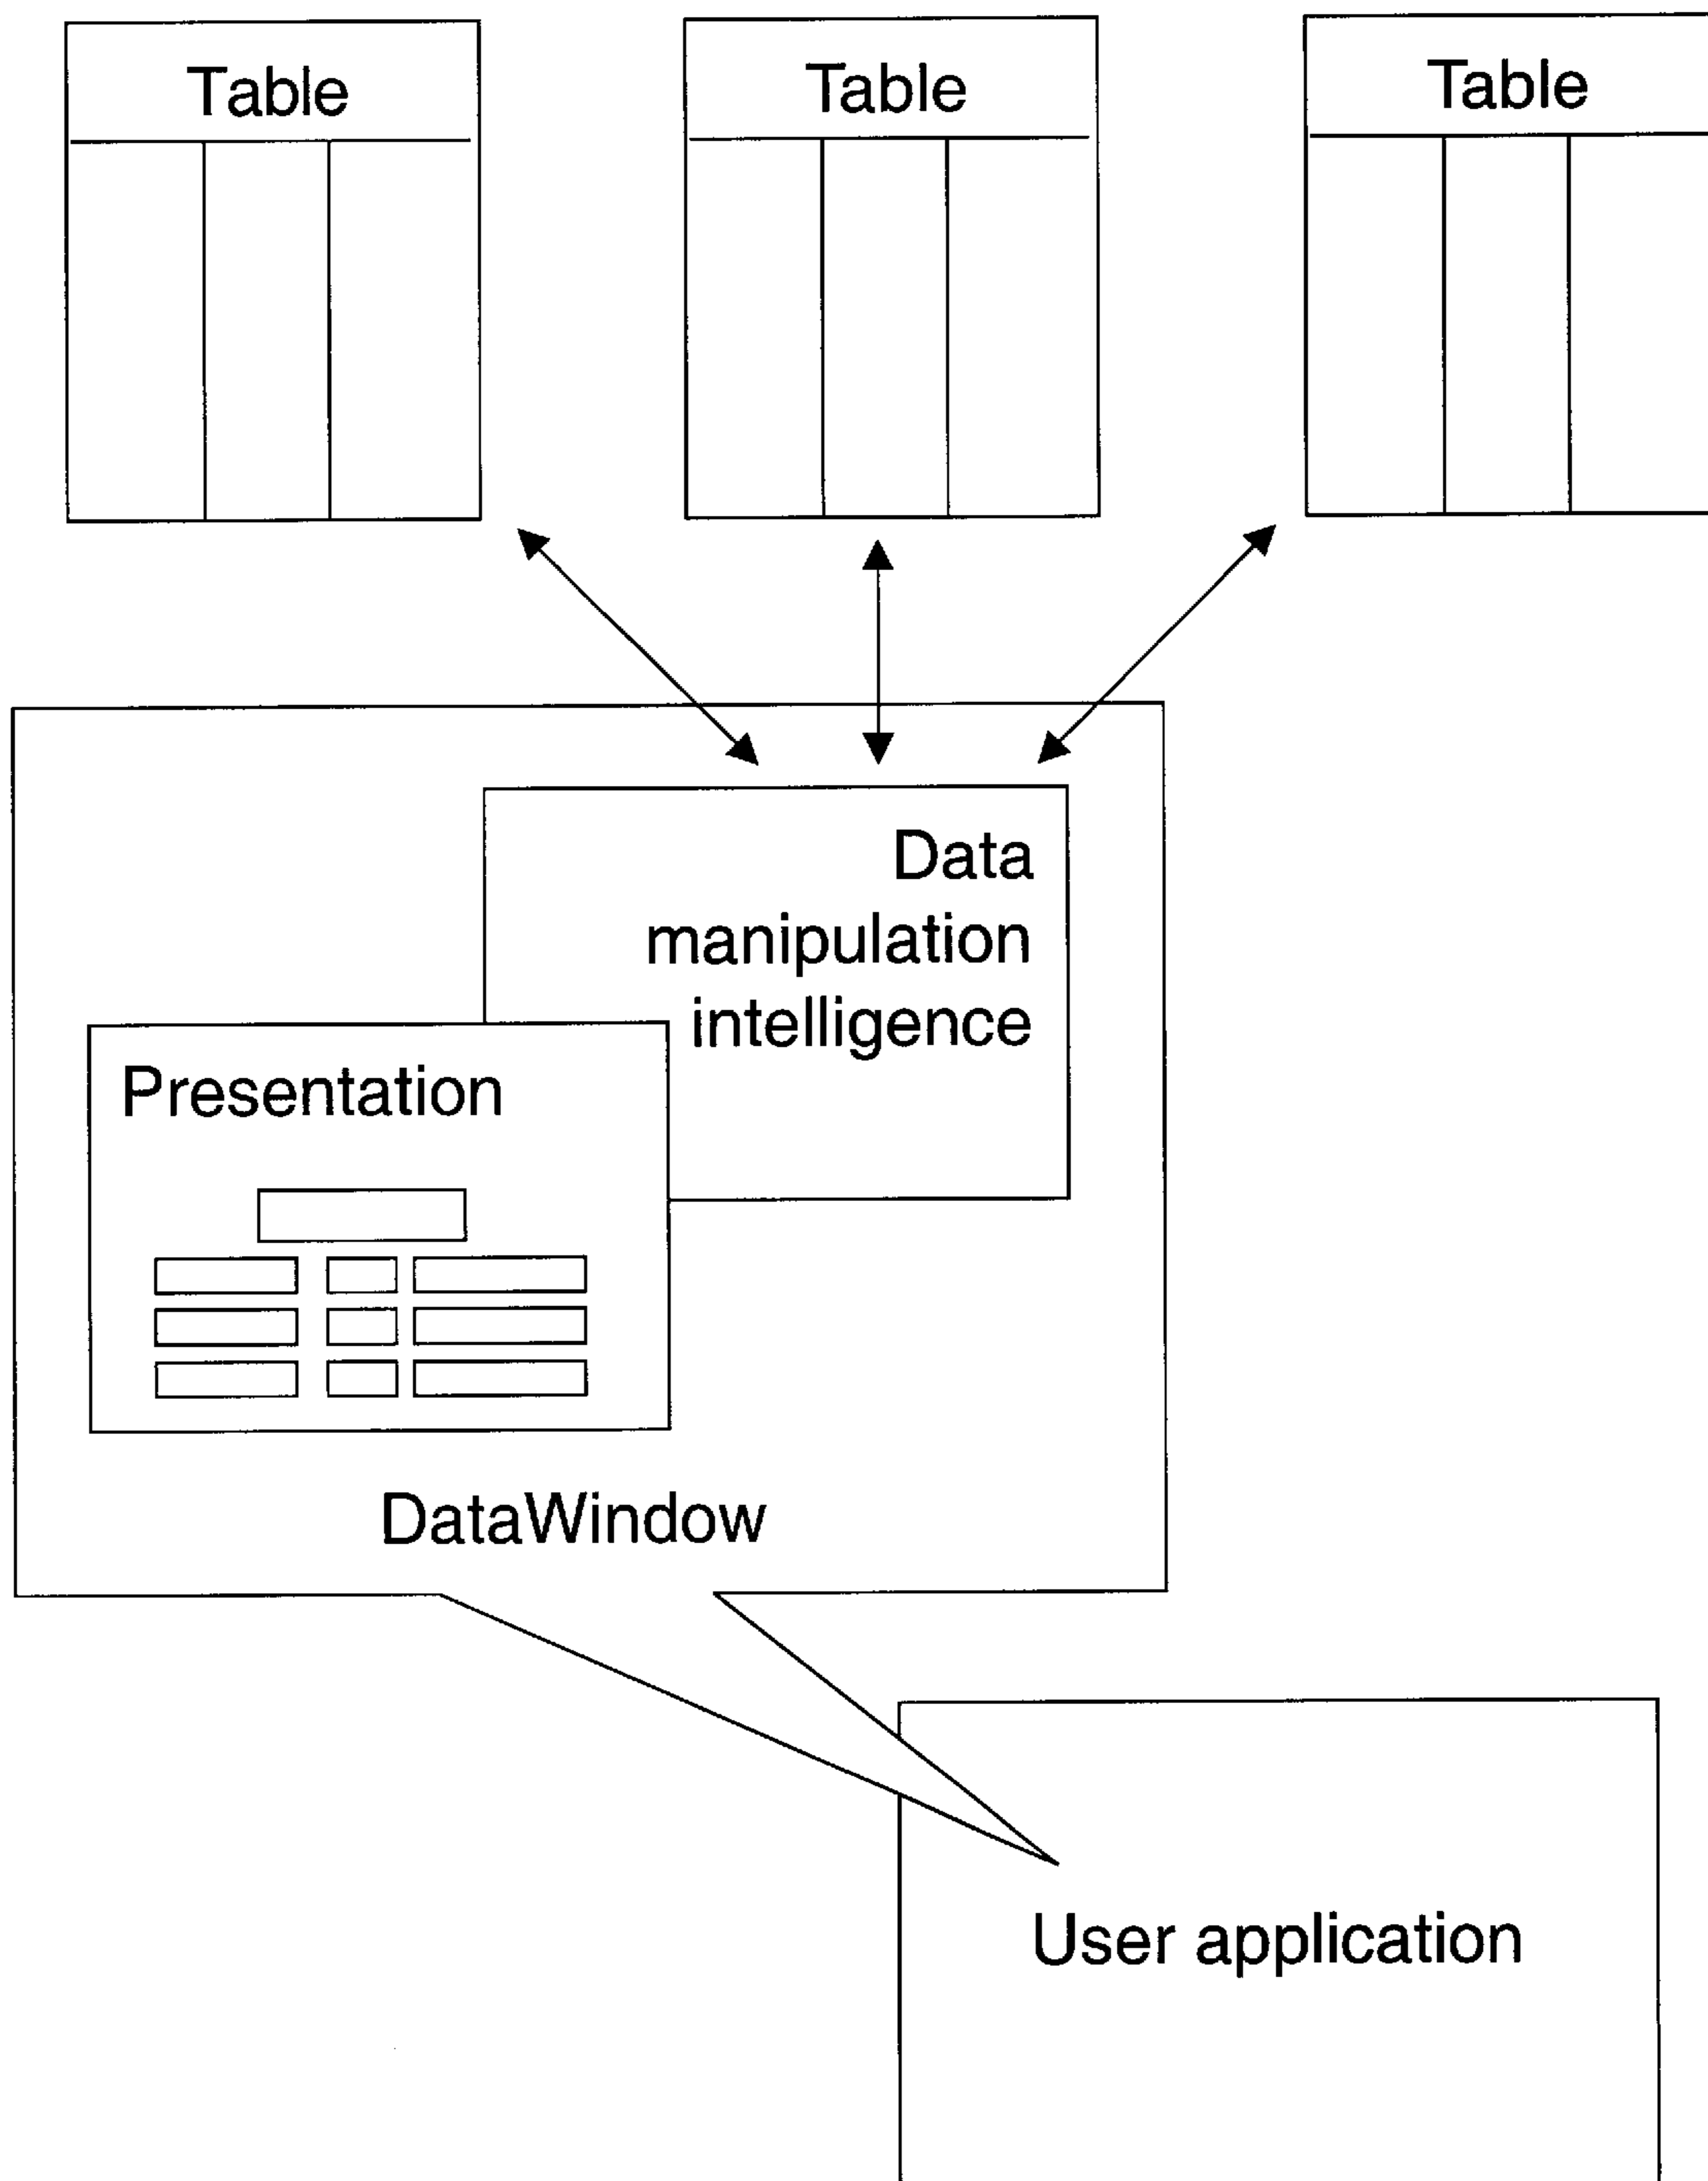 Table
Table
Table
Data
manipulation
intelligence
Presentation
DataWindow
User application